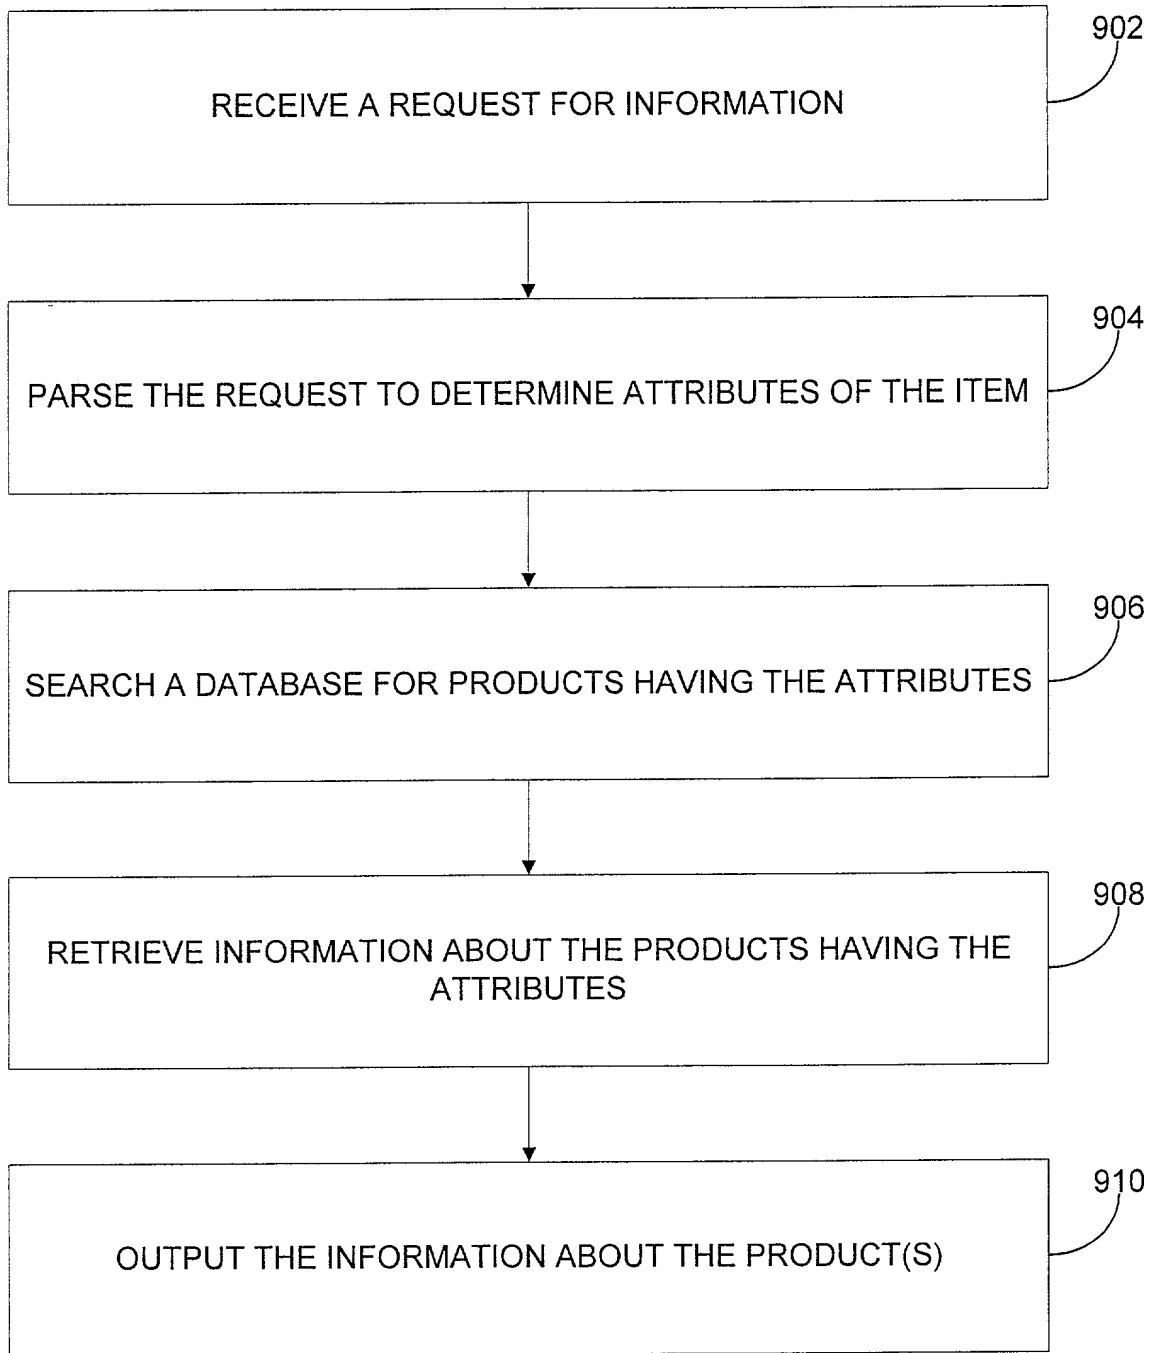 902
RECEIVE A REQUEST FOR INFORMATION
904
PARSE THE REQUEST TO DETERMINE ATTRIBUTES OF THE ITEM
906
SEARCH A DATABASE FOR PRODUCTS HAVING THE ATTRIBUTES
908
RETRIEVE INFORMATION ABOUT THE PRODUCTS HAVING THE
ATTRIBUTES
910
OUTPUT THE INFORMATION ABOUT THE PRODUCT(S)